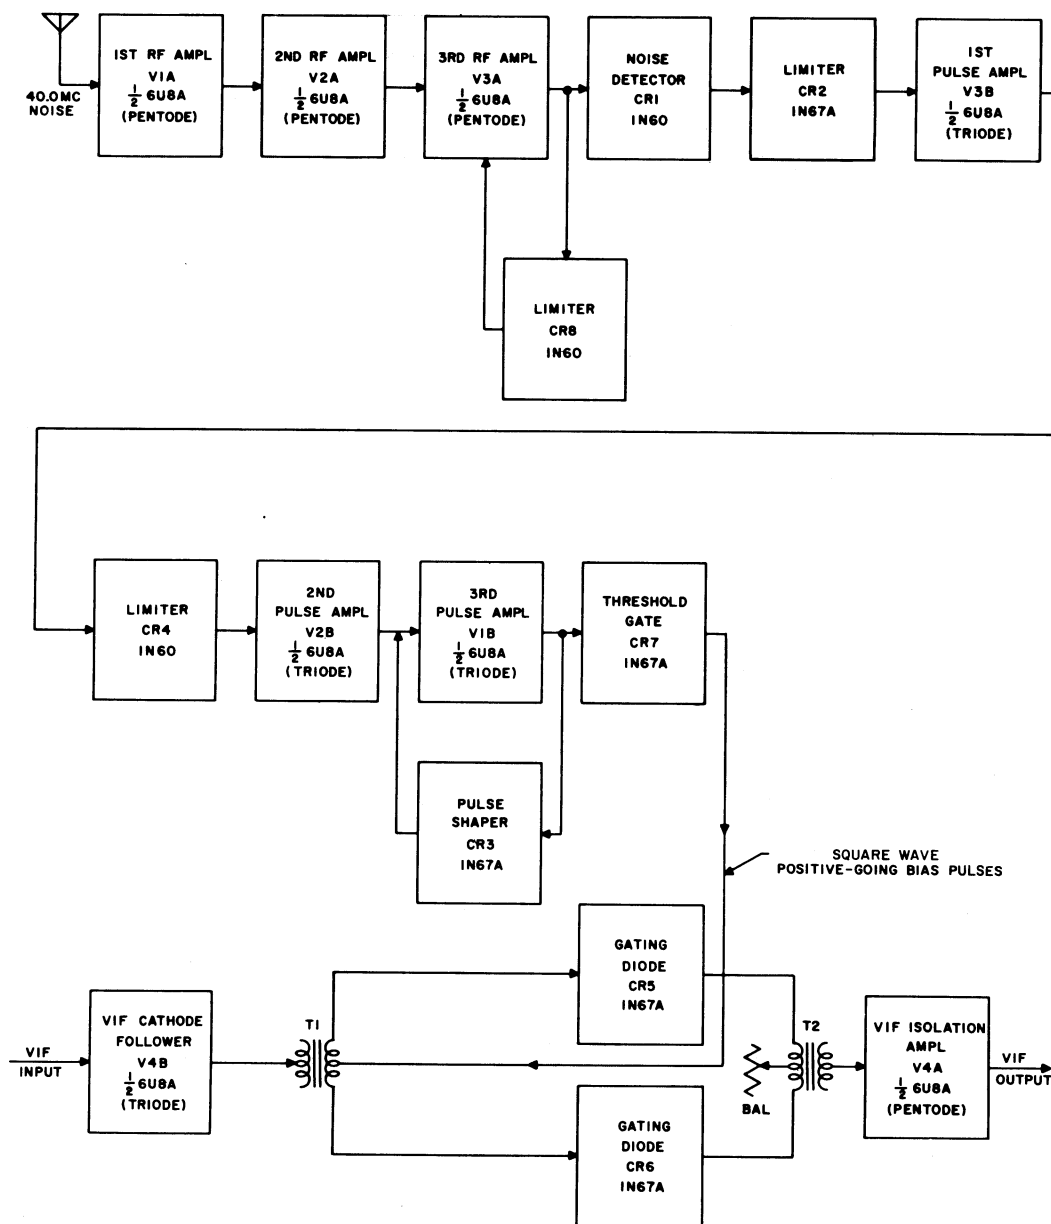 40.0MC
NOISE
1ST RF AMPL
V1A
1/2 6U8A
(PENTODE)
2ND RF AMPL
V2A
1/2 6U8A
(PENTODE)
3RD RF AMPL
V3A
1/2 6U8A
(PENTODE)
NOISE
DETECTOR
CR1
IN60
LIMITER
CR2
IN67A
1ST
PULSE AMPL
V3B
1/2 6U8A
(TRIODE)
LIMITER
CR8
IN60
LIMITER
CR4
IN60
2ND
PULSE AMPL
V2B
1/2 6U8A
(TRIODE)
3RD
PULSE AMPL
V1B
1/2 6U8A
(TRIODE)
THRESHOLD
GATE
CR7
IN67A
PULSE
SHAPER
CR3
IN67A
SQUARE WAVE
POSITIVE-GOING BIAS PULSES
GATING
DIODE
CR5
IN67A
VIF
INPUT
VIF CATHODE
FOLLOWER
V4B
1/2 6U8A
(TRIODE)
T1
BAL
T2
VIF ISOLATION
AMPL
V4A
1/2 6U8A
(PENTODE)
VIF
OUTPUT
GATING
DIODE
CR6
IN67A